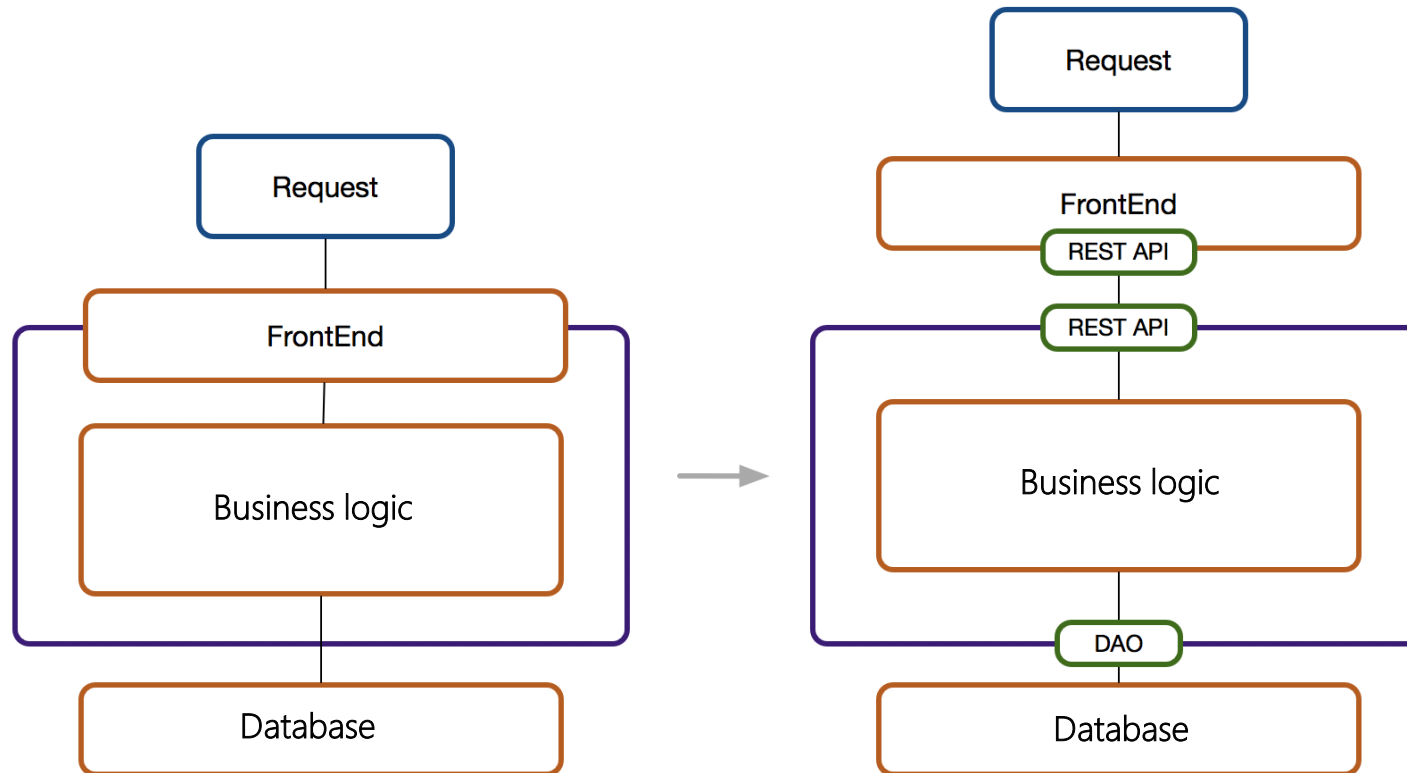 Request
FrontEnd
Business logic
Database
Request
FrontEnd
REST API
REST API
Business logic
DAO
Database